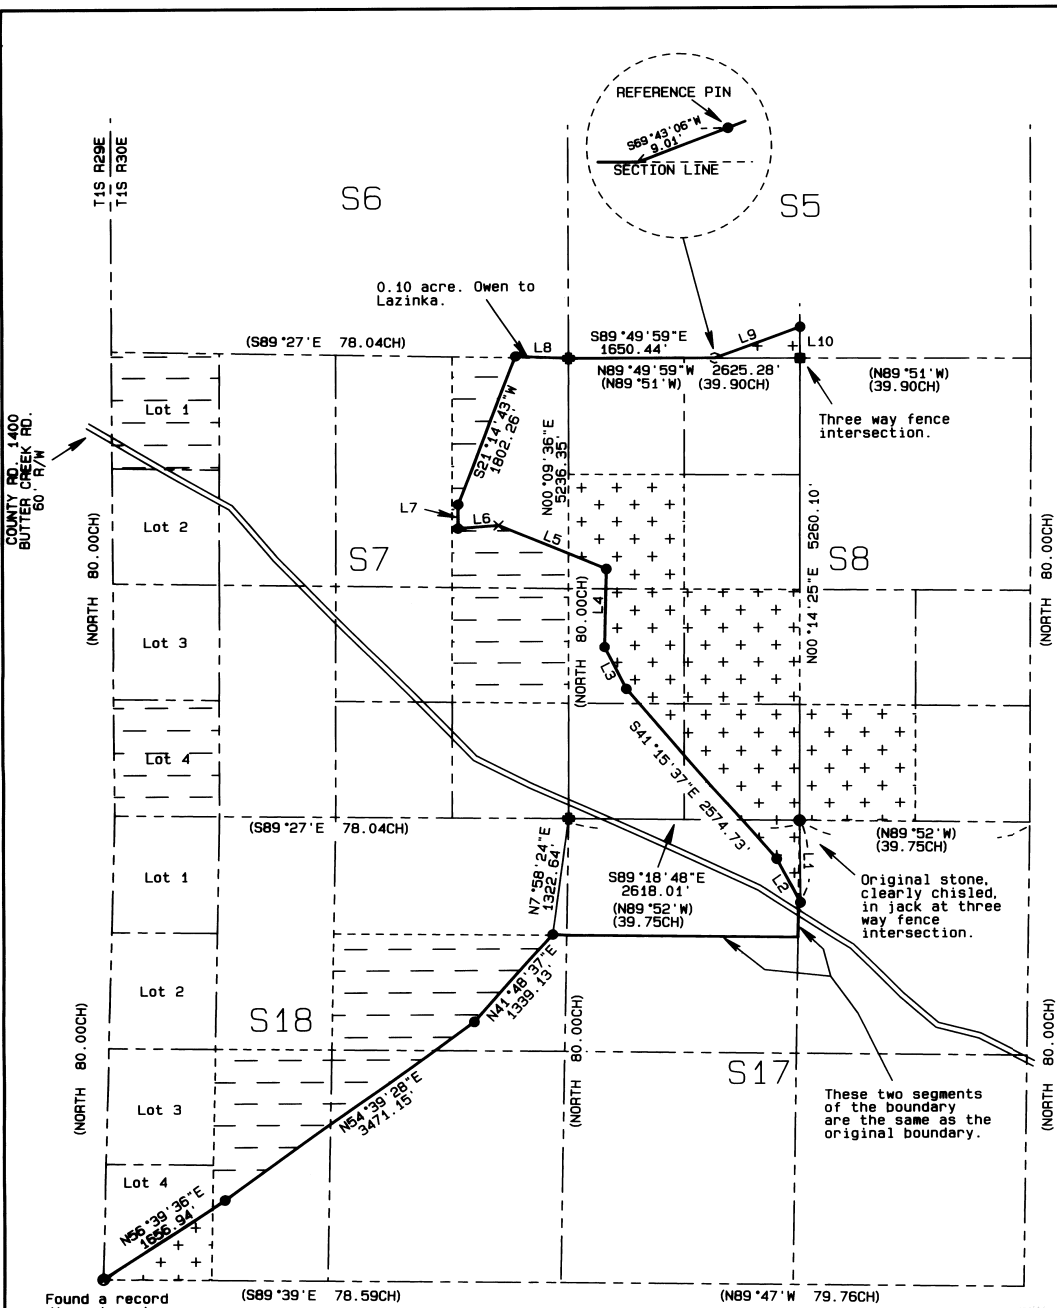 REFERENCE PIN
S69°43'06"W
9.01'
SECTION LINE
T1S R29E
T1S R30E
S6
S5
0.10 acre. Owen to
Lazinka.
(S89°27'E 78.04CH)
L8
S89°49'59"E
1650.44'
L9
L10
N89°49'59"W 2625.28'
(N89°51'W) (39.90CH)
(N89°51'W)
(39.90CH)
Three way fence
intersection.
COUNTY RD. 1400
BUTTER CREEK RD.
60' R/W
Lot 1
S21°14'43"W
1802.26'
N00°09'36"E
5236.35'
L7
L6
L5
Lot 2
S7
S8
(NORTH 80.00CH)
(NORTH 80.00CH)
N00°14'25"E 5260.10'
(NORTH 80.00CH)
L4
Lot 3
L3
S41°15'37"E 2574.73'
Lot 4
(S89°27'E 78.04CH)
(N89°52'W)
(39.75CH)
N7°58'24"E
1322.64'
S89°18'48"E
2618.01'
(N89°52'W)
(39.75CH)
L2
L1
Original stone,
clearly chisled,
in jack at three
way fence
intersection.
Lot 1
Lot 2
S18
N41°48'37"E
1339.13'
(NORTH 80.00CH)
(NORTH 80.00CH)
(NORTH 80.00CH)
S17
N54°39'28"E
3471.15'
Lot 3
These two segments
of the boundary
are the same as the
original boundary.
Lot 4
N56°39'36"E
1656.94'
Found a record
(S89°39'E 78.59CH)
(N89°47'W 79.76CH)